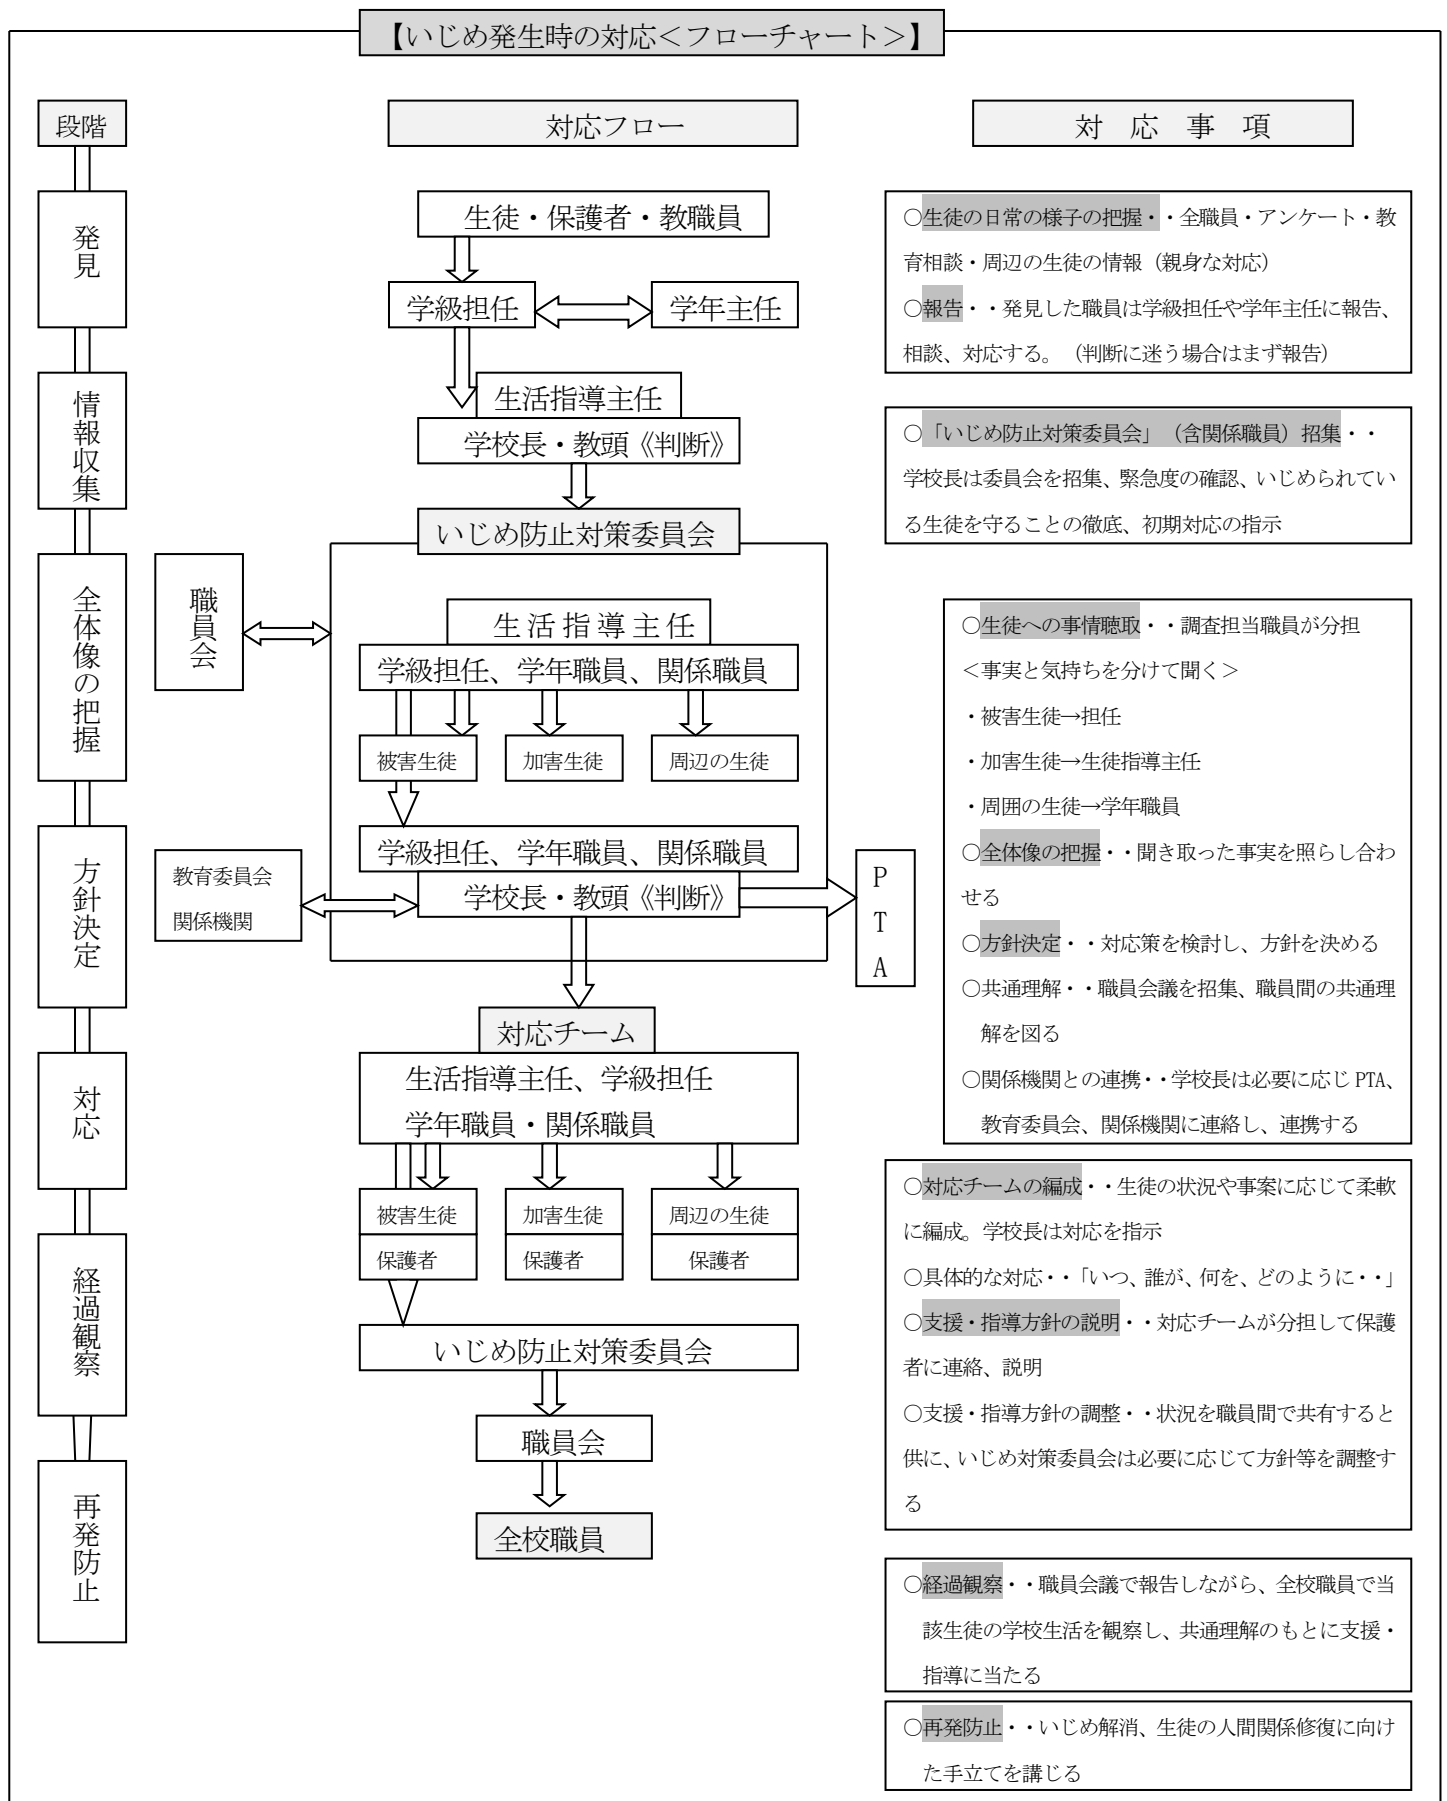 【いじめ発生時の対応＜フローチャート＞】
段階
対応フロー
対　応　事　項
発見
情報収集
全体像の把握
方針決定
対応
経過観察
再発防止
生徒・保護者・教職員
学級担任
学年主任
生活指導主任
学校長・教頭《判断》
いじめ防止対策委員会
職員会
生活指導主任
学級担任、学年職員、関係職員
被害生徒
加害生徒
周辺の生徒
学級担任、学年職員、関係職員
学校長・教頭《判断》
教育委員会
関係機関
P
T
A
対応チーム
生活指導主任、学級担任
学年職員・関係職員
被害生徒
加害生徒
周辺の生徒
保護者
保護者
保護者
いじめ防止対策委員会
職員会
全校職員
○生徒の日常の様子の把握・・全職員・アンケート・教
育相談・周辺の生徒の情報（親身な対応）
○報告・・発見した職員は学級担任や学年主任に報告、
相談、対応する。（判断に迷う場合はまず報告）
○「いじめ防止対策委員会」（含関係職員）招集・・
学校長は委員会を招集、緊急度の確認、いじめられてい
る生徒を守ることの徹底、初期対応の指示
○生徒への事情聴取・・調査担当職員が分担
＜事実と気持ちを分けて聞く＞
・被害生徒→担任
・加害生徒→生徒指導主任
・周囲の生徒→学年職員
○全体像の把握・・聞き取った事実を照らし合わ
せる
○方針決定・・対応策を検討し、方針を決める
○共通理解・・職員会議を招集、職員間の共通理
解を図る
○関係機関との連携・・学校長は必要に応じPTA、
教育委員会、関係機関に連絡し、連携する
○対応チームの編成・・生徒の状況や事案に応じて柔軟
に編成。学校長は対応を指示
○具体的な対応・・「いつ、誰が、何を、どのように・・」
○支援・指導方針の説明・・対応チームが分担して保護
者に連絡、説明
○支援・指導方針の調整・・状況を職員間で共有すると
供に、いじめ対策委員会は必要に応じて方針等を調整す
る
○経過観察・・職員会議で報告しながら、全校職員で当
該生徒の学校生活を観察し、共通理解のもとに支援・
指導に当たる
○再発防止・・いじめ解消、生徒の人間関係修復に向け
た手立てを講じる